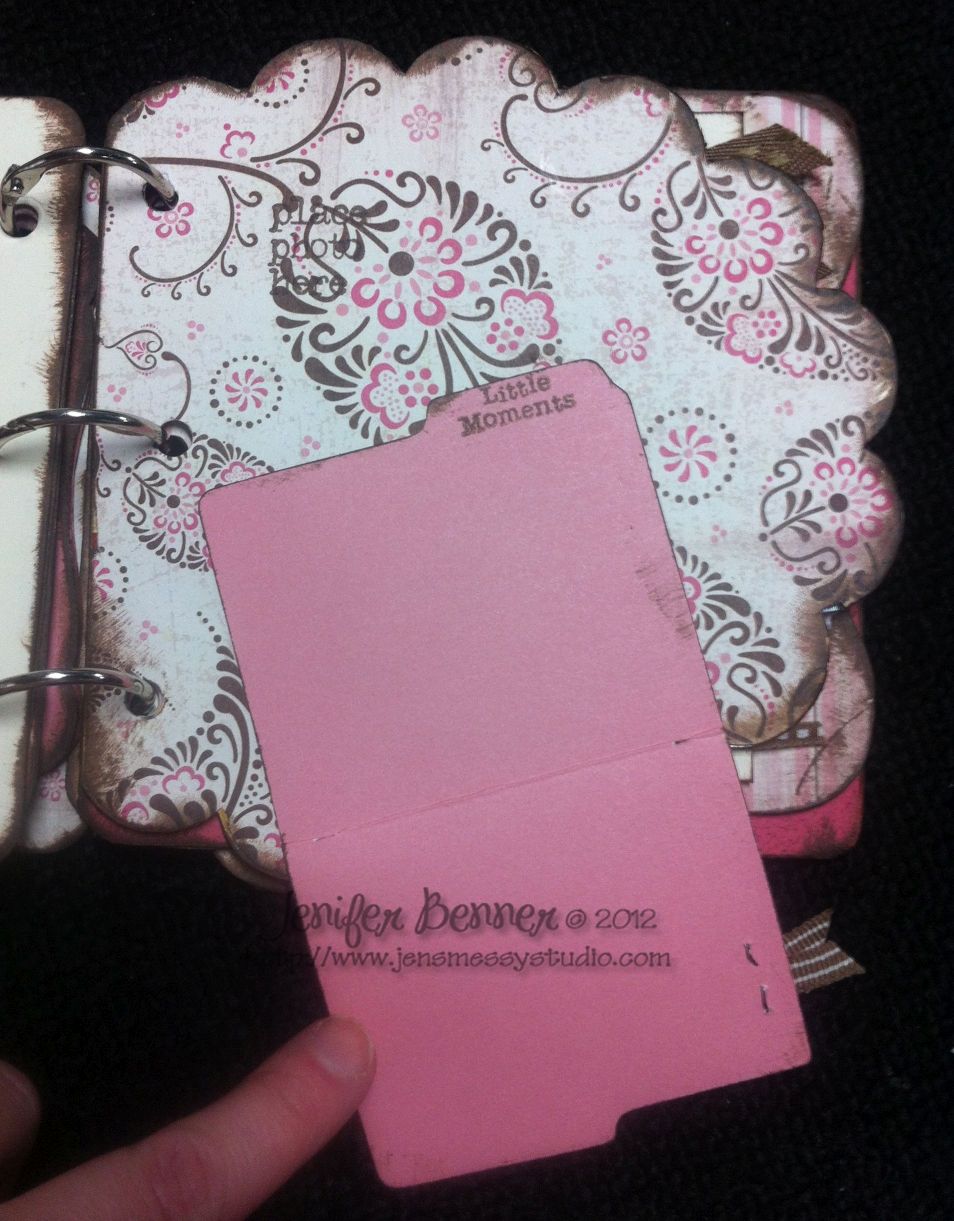 place
photo
here
Little
Moments
Jenifer Benner © 2012
http://www.jensmessystudio.com